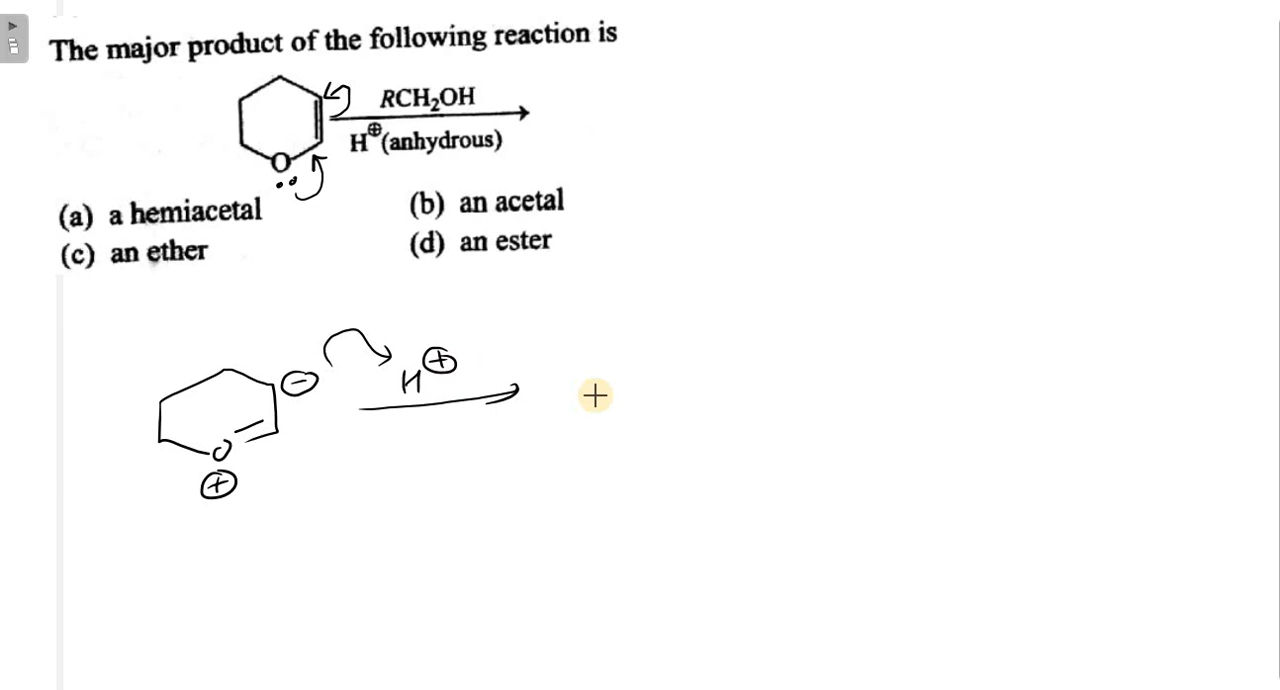 The major product of the following reaction is
RCH₂OH
H⊕(anhydrous)
O
(a) a hemiacetal
(b) an acetal
(c) an ether
(d) an ester
⊖
H⊕
O
⊕